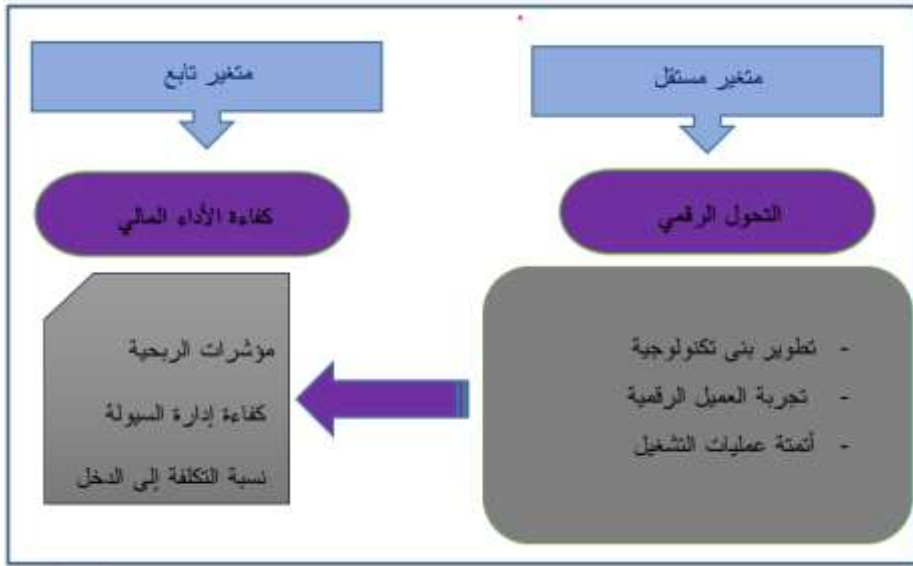 متغير مستقل
متغير تابع
التحول الرقمي
كفاءة الأداء المالي
- تطوير بنى تكنولوجية
- تجربة العميل الرقمية
- أتمتة عمليات التشغيل
مؤشرات الربحية
كفاءة إدارة السيولة
نسبة التكلفة إلى الدخل